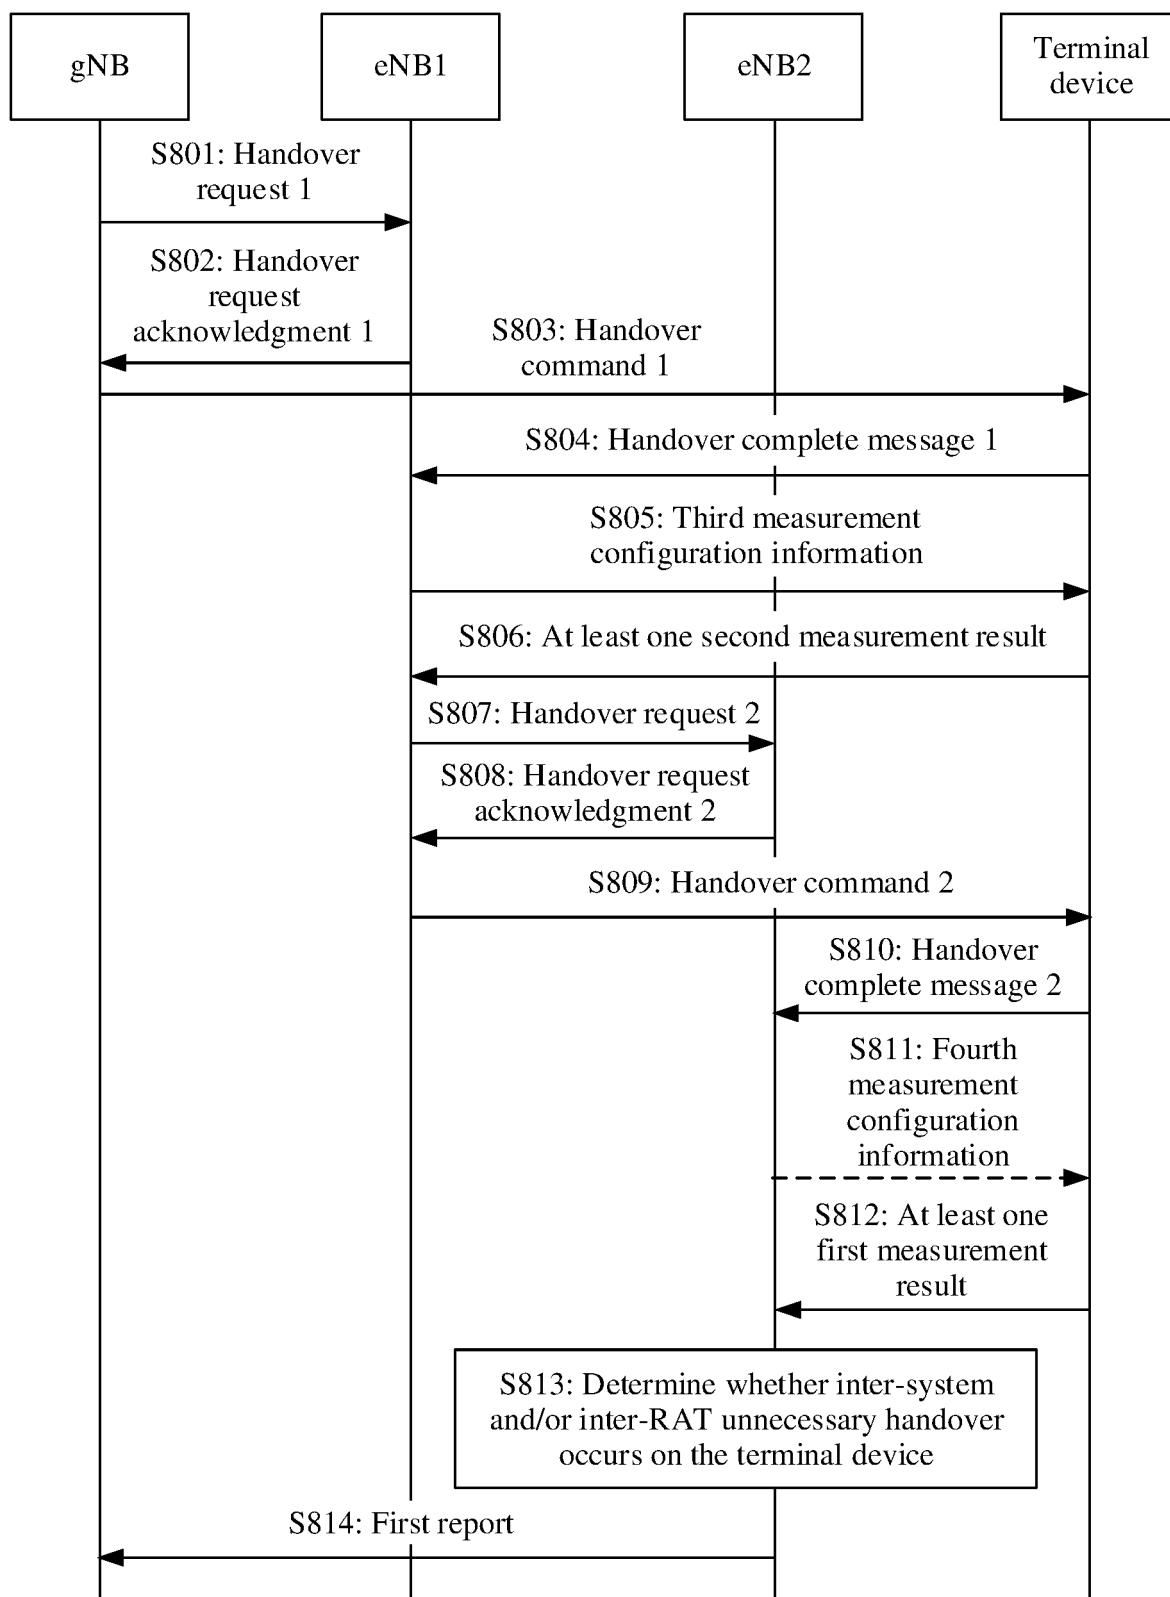 gNB
eNB1
eNB2
Terminal
device
S801: Handover
request 1
S802: Handover
request
acknowledgment 1
S803: Handover
command 1
S804: Handover complete message 1
S805: Third measurement
configuration information
S806: At least one second measurement result
S807: Handover request 2
S808: Handover request
acknowledgment 2
S809: Handover command 2
S810: Handover
complete message 2
S811: Fourth
measurement
configuration
information
S812: At least one
first measurement
result
S813: Determine whether inter-system
and/or inter-RAT unnecessary handover
occurs on the terminal device
S814: First report